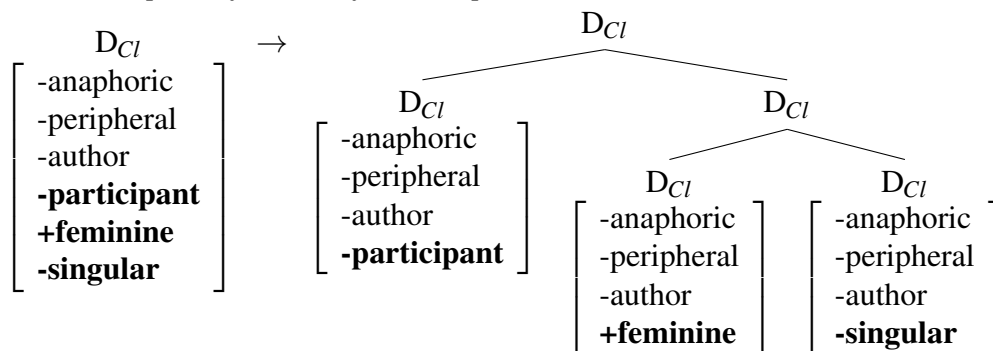 D_Cl → D_Cl
-anaphoric
-peripheral
-author
-participant
+feminine
-singular
D_Cl
-anaphoric
-peripheral
-author
-participant
D_Cl
D_Cl
-anaphoric
-peripheral
-author
+feminine
D_Cl
-anaphoric
-peripheral
-author
-singular